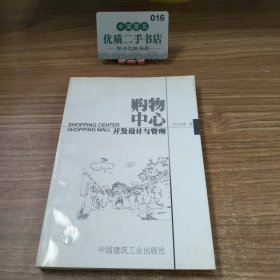 016
优质二手书店
购物
中心
SHOPPING CENTER
SHOPPING MALL
开发设计与管理
中国建筑工业出版社